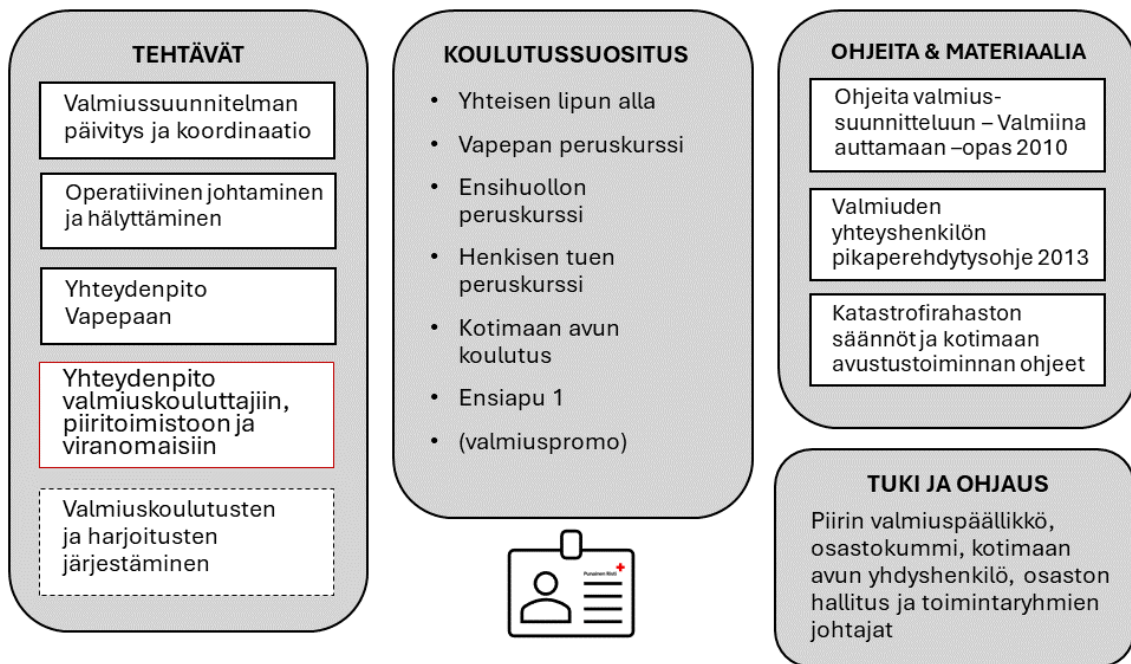 TEHTÄVÄT
Valmiussuunnitelman
päivitys ja koordinaatio
Operatiivinen johtaminen
ja hälyttäminen
Yhteydenpito
Vapepaan
Yhteydenpito
valmiuskouluttajiin,
piiritoimistoon ja
viranomaisiin
Valmiuskoulutusten
ja harjoitusten
järjestäminen
KOULUTUSSUOSITUS
• Yhteisen lipun alla
• Vapepan peruskurssi
• Ensihuollon
peruskurssi
• Henkisen tuen
peruskurssi
• Kotimaan avun
koulutus
• Ensiapu 1
• (valmiuspromo)
Punainen Risti
OHJEITA & MATERIAALIA
Ohjeita valmius-
suunnitteluun – Valmiina
auttamaan –opas 2010
Valmiuden
yhteyshenkilön
pikaperehdytysohje 2013
Katastrofirahaston
säännöt ja kotimaan
avustustoiminnan ohjeet
TUKI JA OHJAUS
Piirin valmiuspäällikkö,
osastokummi, kotimaan
avun yhdyshenkilö, osaston
hallitus ja toimintaryhmien
johtajat